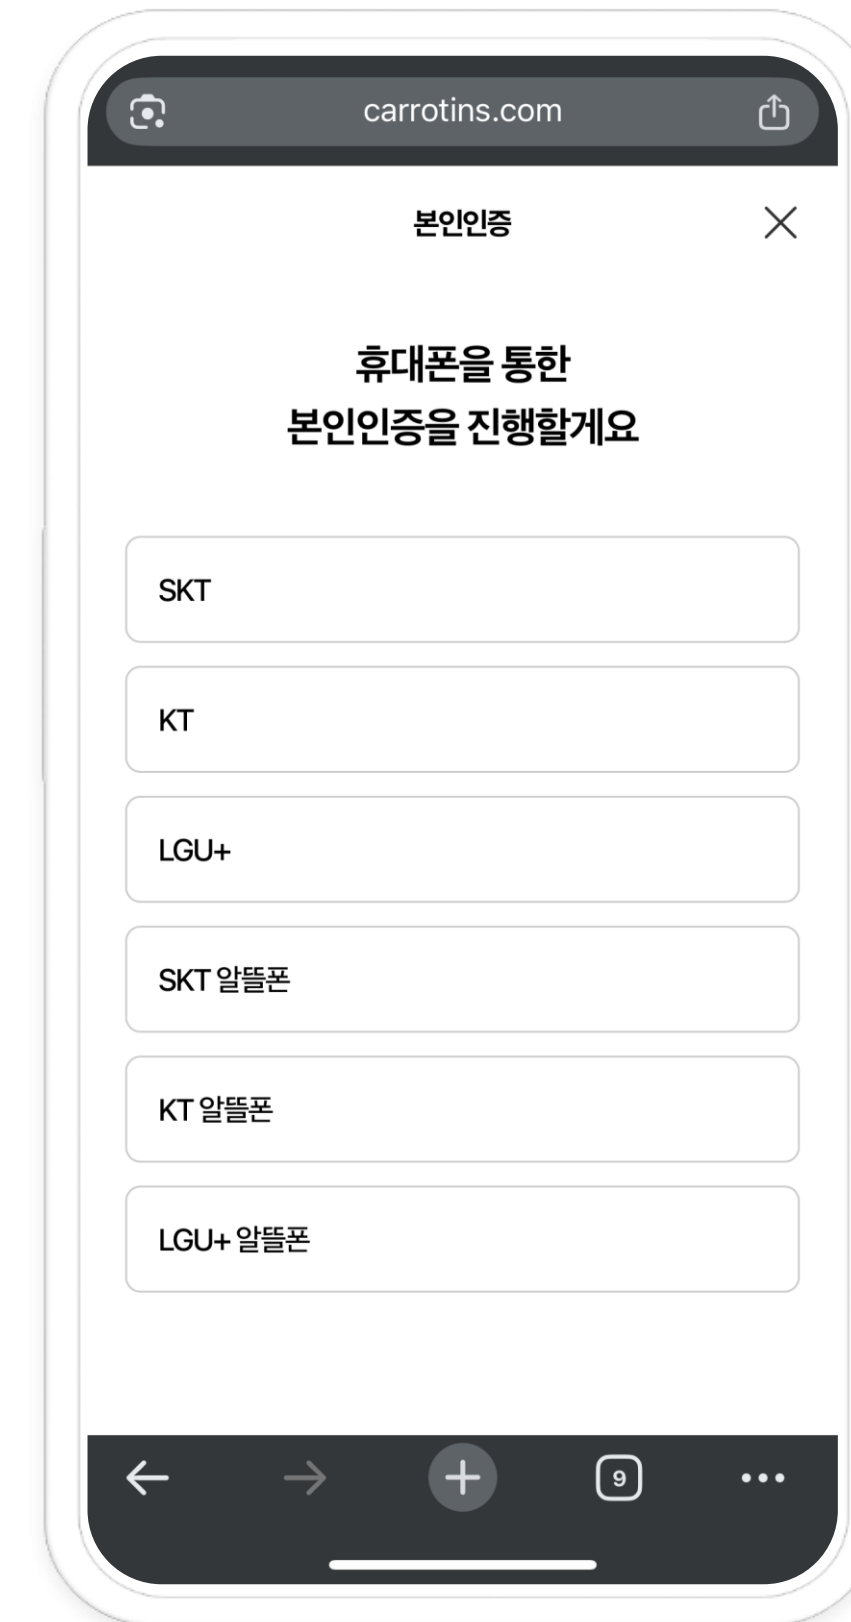 carrotins.com
본인인증
휴대폰을 통한
본인인증을 진행할게요
SKT
KT
LGU+
SKT 알뜰폰
KT 알뜰폰
LGU+ 알뜰폰
9